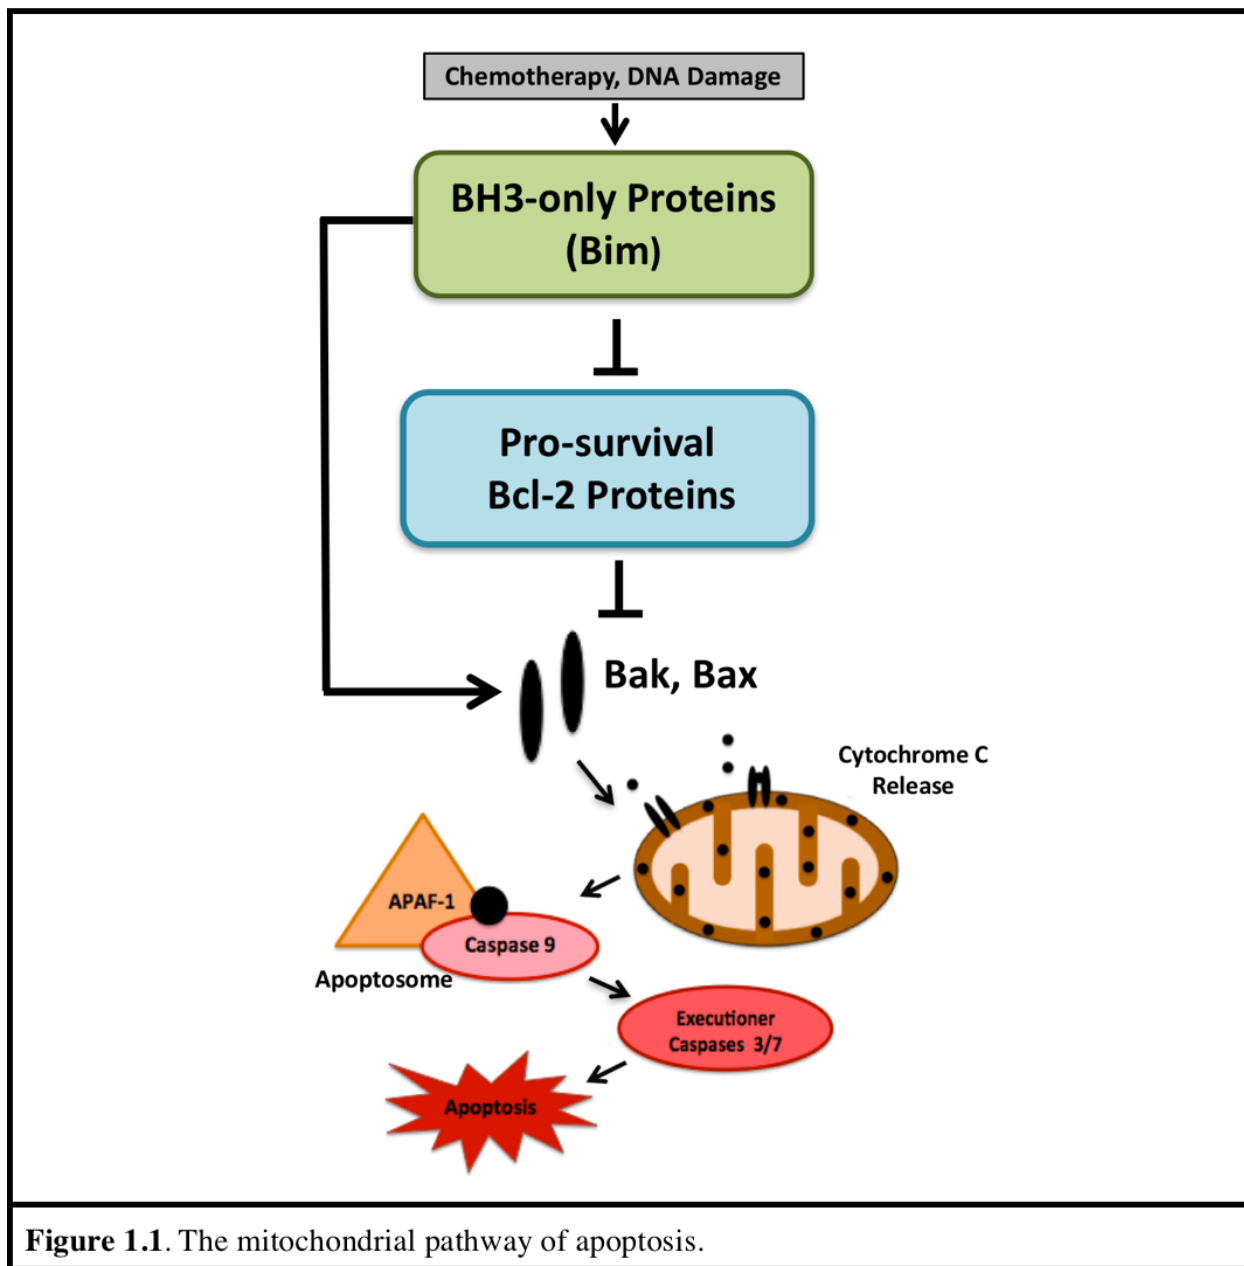 Chemotherapy, DNA Damage
BH3-only Proteins
(Bim)
Pro-survival
Bcl-2 Proteins
Bak, Bax
Cytochrome C
Release
APAF-1
Caspase 9
Apoptosome
Executioner
Caspases 3/7
Apoptosis
Figure 1.1. The mitochondrial pathway of apoptosis.